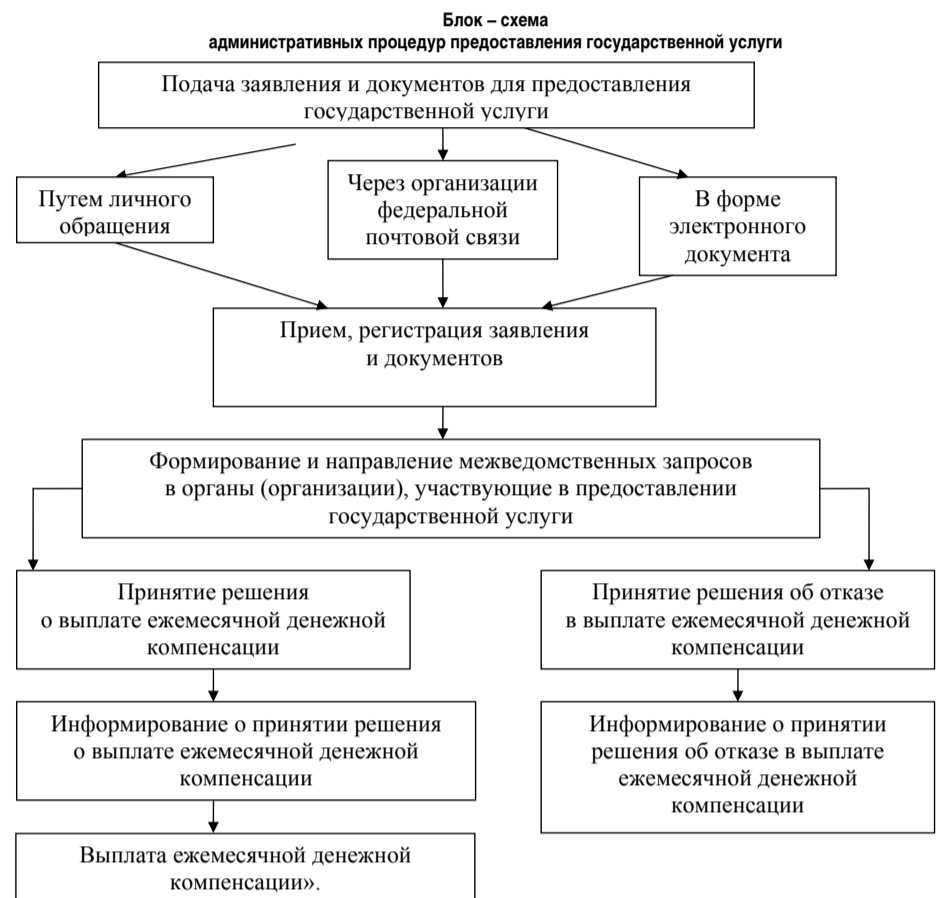 Блок – схема
административных процедур предоставления государственной услуги
Подача заявления и документов для предоставления
государственной услуги
Путем личного
обращения
Через организации
федеральной
почтовой связи
В форме
электронного
документа
Прием, регистрация заявления
и документов
Формирование и направление межведомственных запросов
в органы (организации), участвующие в предоставлении
государственной услуги
Принятие решения
о выплате ежемесячной денежной
компенсации
Принятие решения об отказе
в выплате ежемесячной денежной
компенсации
Информирование о принятии решения
о выплате ежемесячной денежной
компенсации
Информирование о принятии
решения об отказе в выплате
ежемесячной денежной
компенсации
Выплата ежемесячной денежной
компенсации».